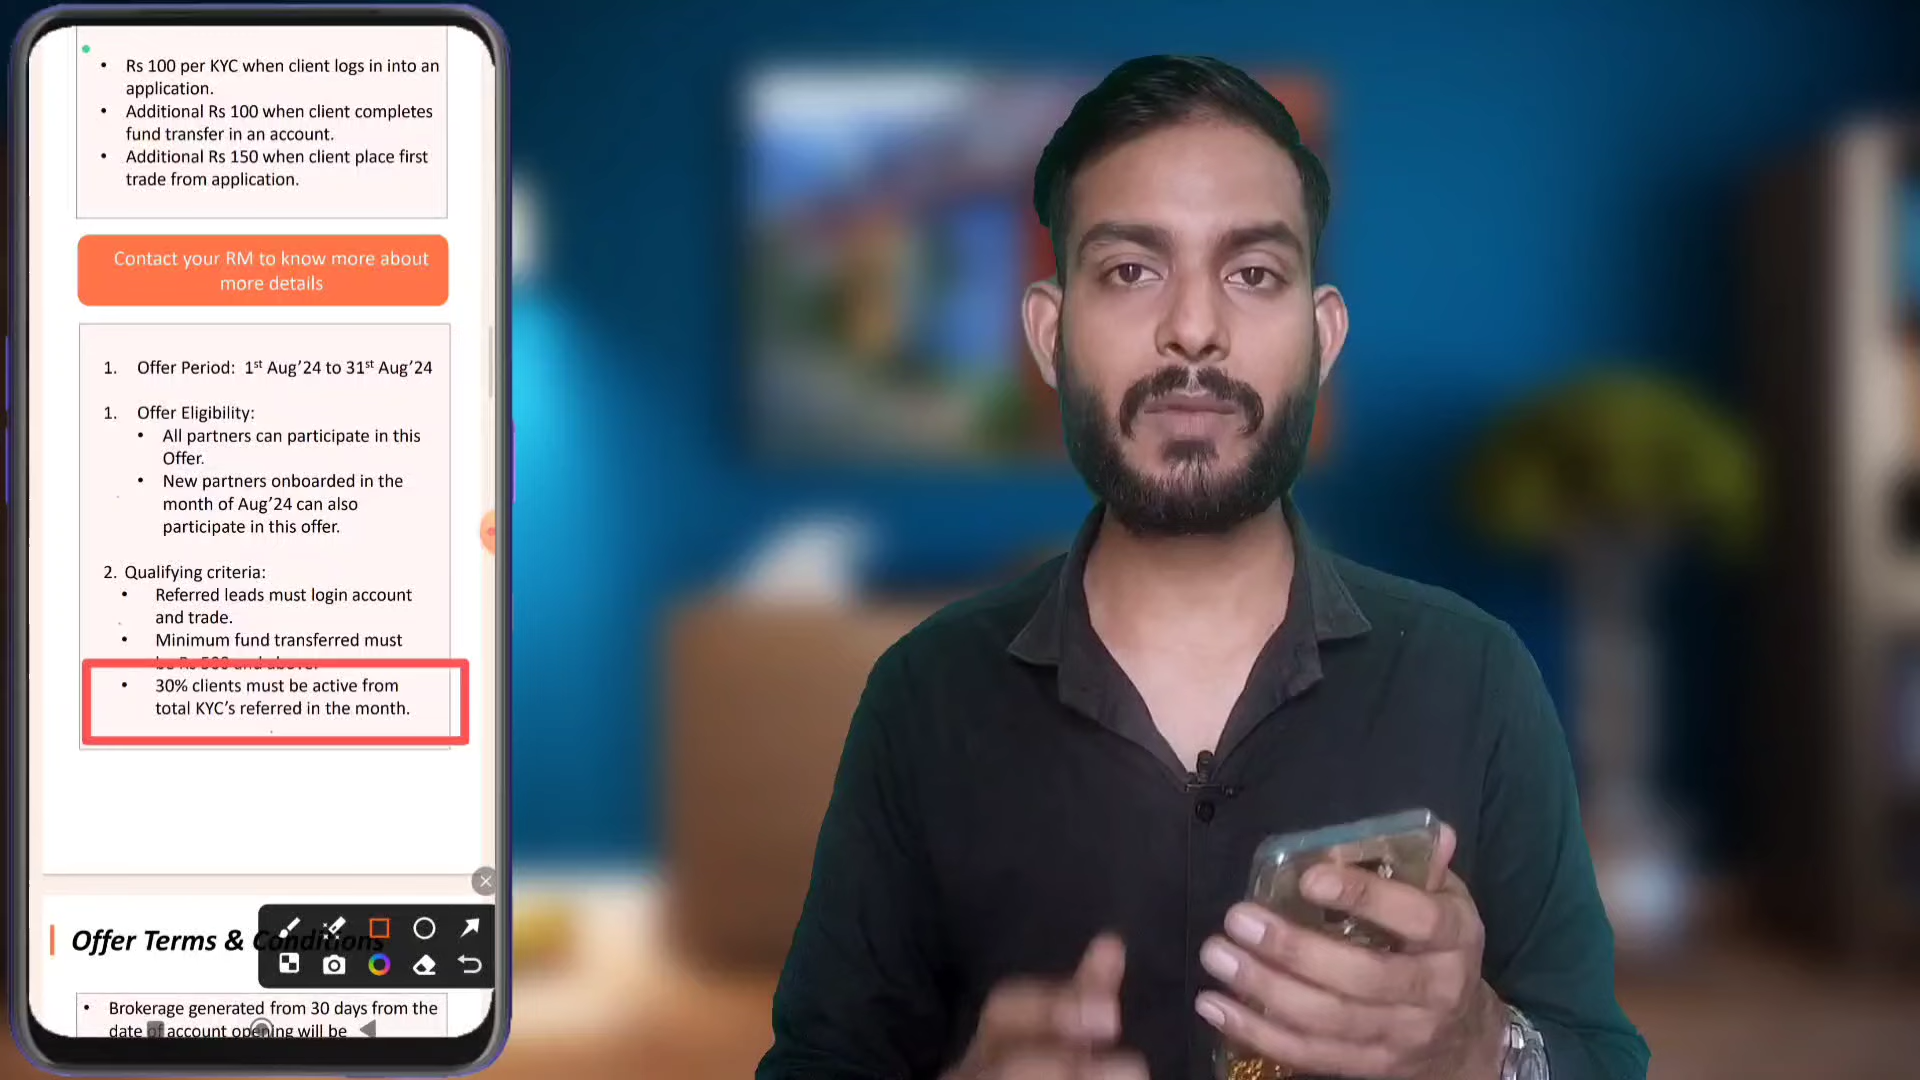 • Rs 100 per KYC when client logs in into an
application.
• Additional Rs 100 when client completes
fund transfer in an account.
• Additional Rs 150 when client place first
trade from application.
Contact your RM to know more about
more details
1. Offer Period: 1st Aug'24 to 31st Aug'24
1. Offer Eligibility:
• All partners can participate in this
Offer.
• New partners onboarded in the
month of Aug'24 can also
participate in this offer.
2. Qualifying criteria:
• Referred leads must login account
and trade.
• Minimum fund transferred must
be Rs 500 and above.
• 30% clients must be active from
total KYC's referred in the month.
Offer Terms & Conditions
• Brokerage generated from 30 days from the
date of account opening will be